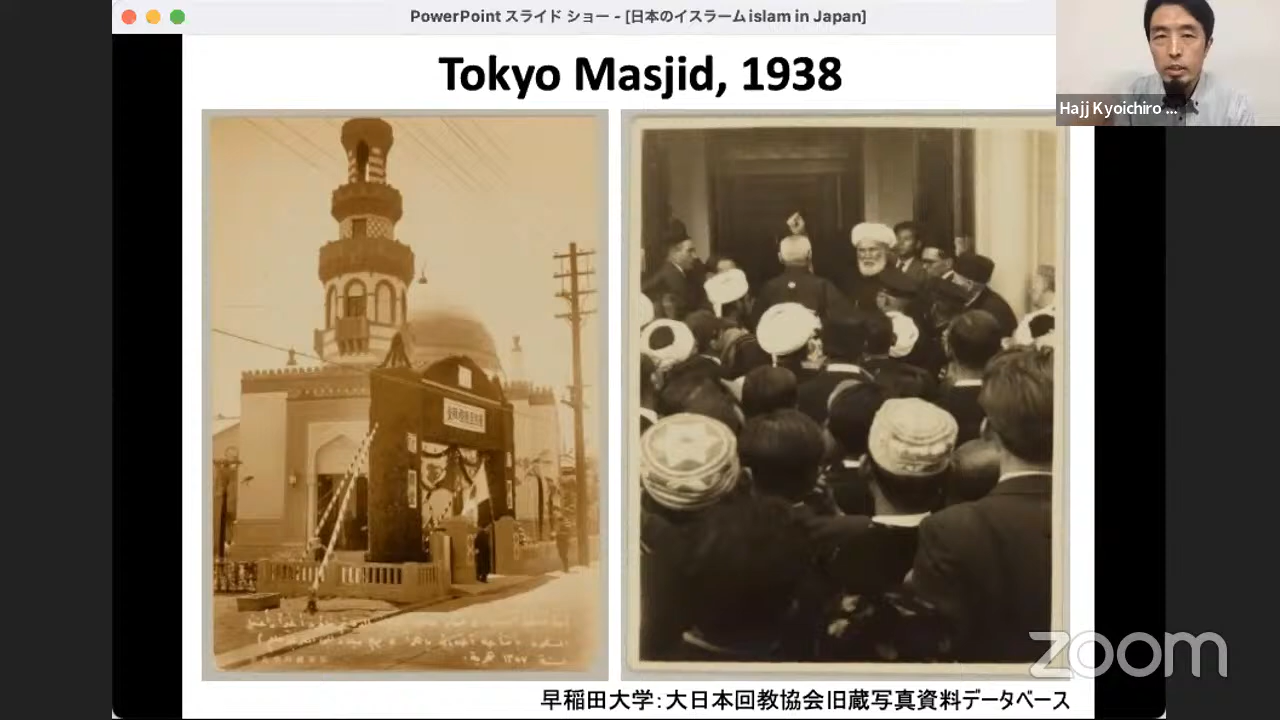 PowerPoint スライド ショー - [日本のイスラーム islam in Japan]
Tokyo Masjid, 1938
Hajj Kyoichiro ...
zoom
早稲田大学：大日本回教協会旧蔵写真資料データベース